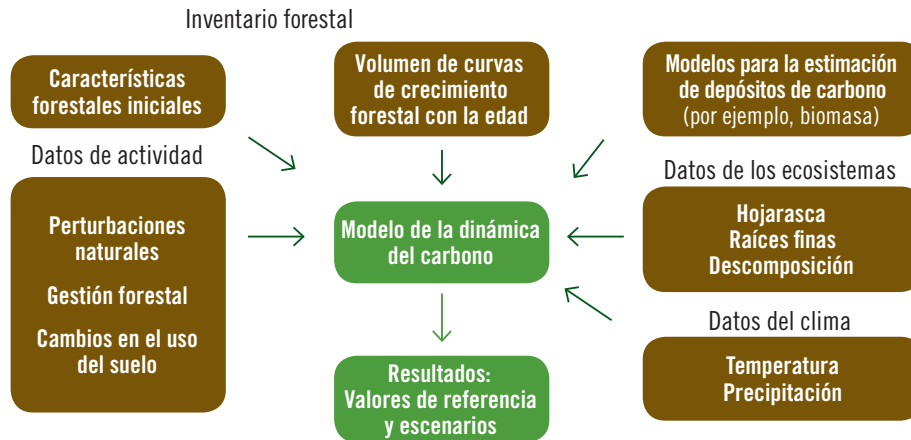 Inventario forestal
Características
forestales iniciales
Volumen de curvas
de crecimiento
forestal con la edad
Modelos para la estimación
de depósitos de carbono
(por ejemplo, biomasa)
Datos de actividad
Perturbaciones
naturales
Gestión forestal
Cambios en el uso
del suelo
Modelo de la dinámica
del carbono
Datos de los ecosistemas
Hojarasca
Raíces finas
Descomposición
Datos del clima
Temperatura
Precipitación
Resultados:
Valores de referencia
y escenarios